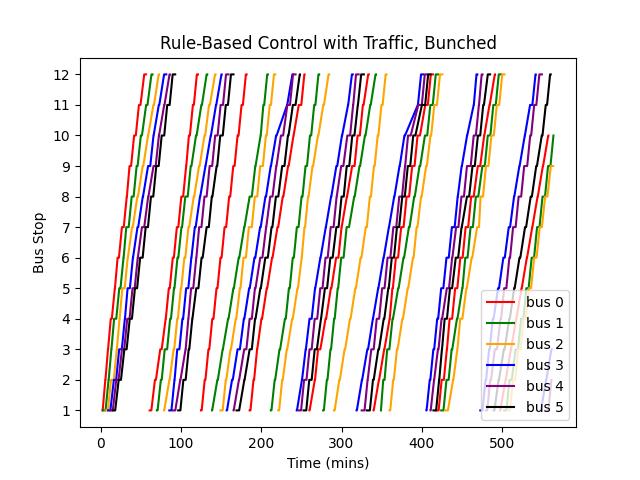 Rule-Based Control with Traffic, Bunched
12
11
10
9
8
7
6
5
4
3
2
1
Bus Stop
0
100
200
300
400
500
Time (mins)
bus 0
bus 1
bus 2
bus 3
bus 4
bus 5